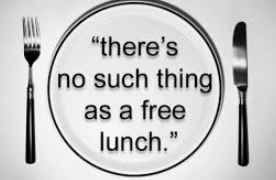 “there’s
no such thing
as a free
lunch.”